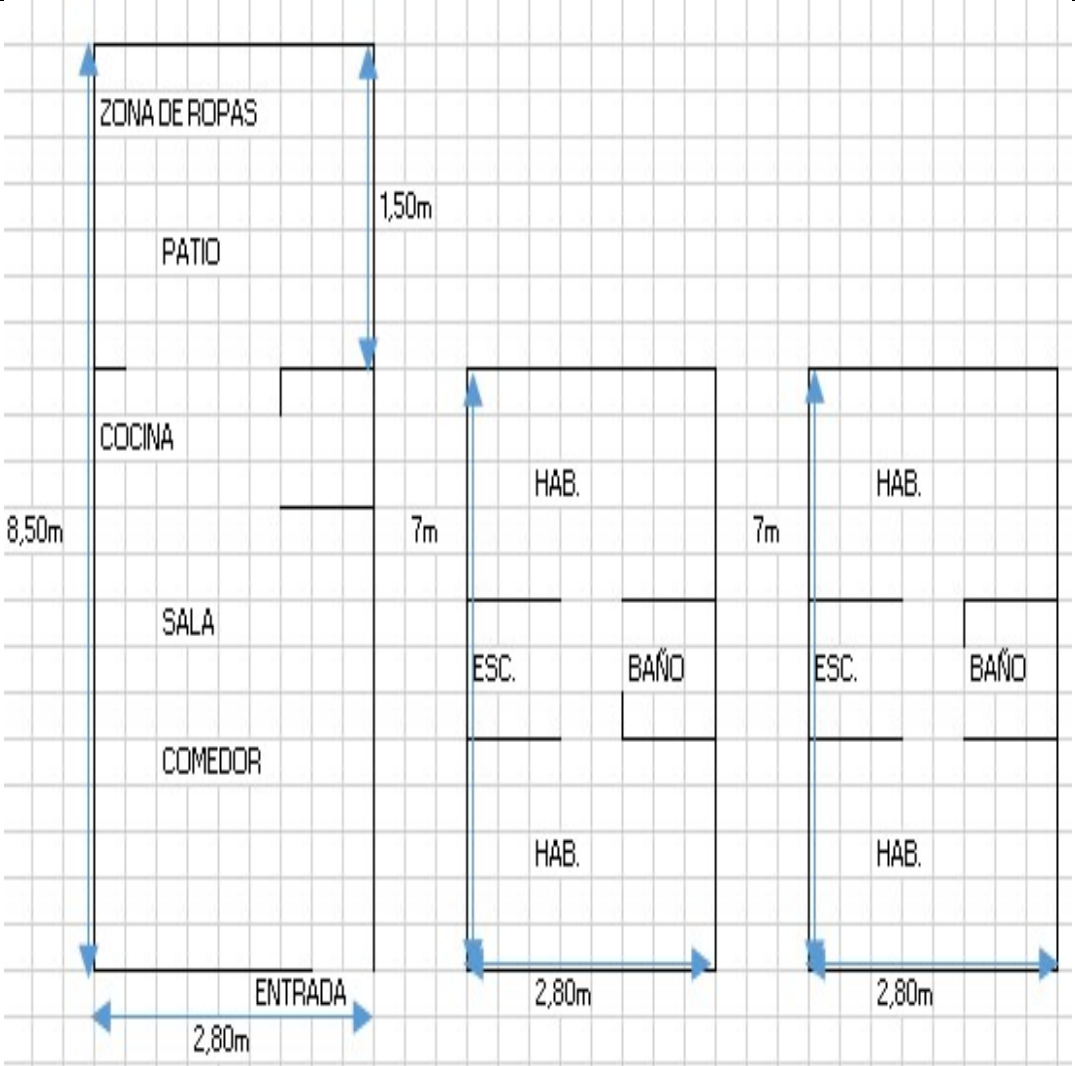 ZONA DE ROPAS
1,50m
PATIO
COCINA
8,50m
SALA
COMEDOR
ENTRADA
2,80m
7m
HAB.
ESC.
BAÑO
HAB.
2,80m
7m
HAB.
ESC.
BAÑO
HAB.
2,80m